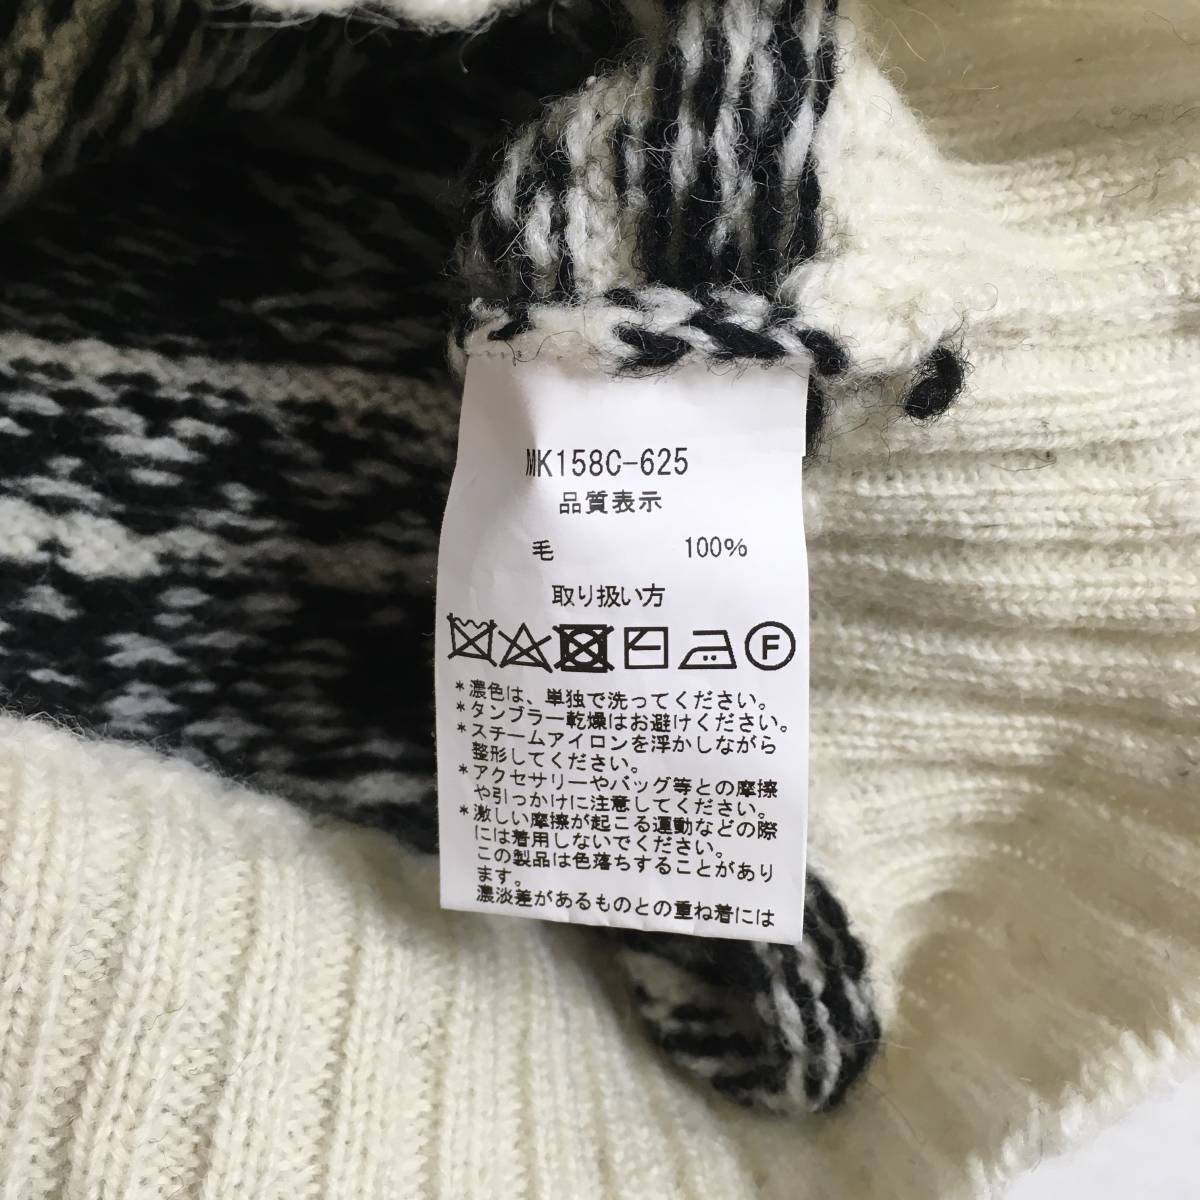 MK158C-625
品質表示
毛 100%
取り扱い方
F
*濃色は、単独で洗ってください。
*タンブラー乾燥はお避けください。
*スチームアイロンを浮かしながら
整形してください。
*アクセサリーやバッグ等との摩擦
や引っかけに注意してください。
*激しい摩擦が起こる運動などの際
には着用しないでください。
この製品は色落ちすることがあり
ます。
濃淡差があるものとの重ね着には